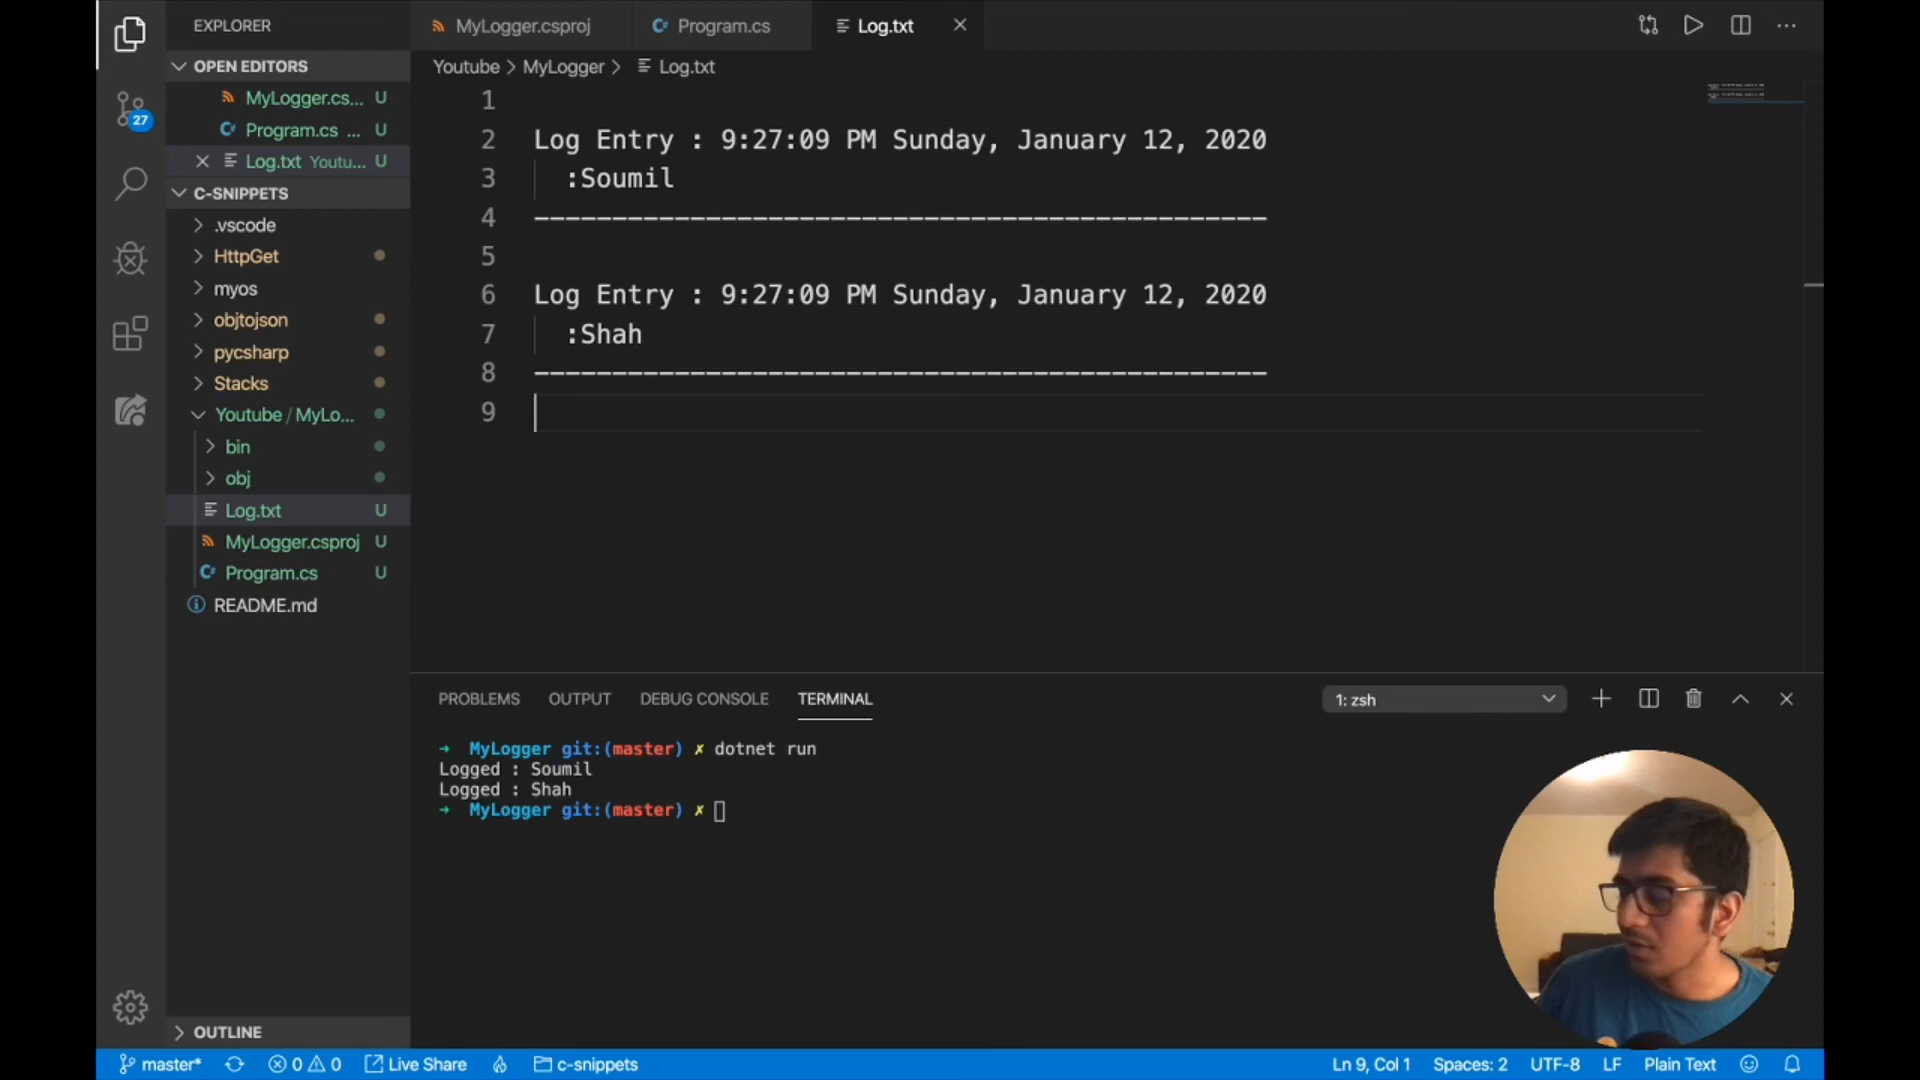 EXPLORER
OPEN EDITORS
MyLogger.cs... U
Program.cs ... U
Log.txt Youtu... U
C-SNIPPETS
.vscode
HttpGet
myos
objtojson
pycsharp
Stacks
Youtube / MyLo...
bin
obj
Log.txt U
MyLogger.csproj U
Program.cs U
README.md
OUTLINE
27
MyLogger.csproj Program.cs Log.txt
Youtube > MyLogger > Log.txt
1
2 Log Entry : 9:27:09 PM Sunday, January 12, 2020
3 :Soumil
4 -----------------------------------------------
5
6 Log Entry : 9:27:09 PM Sunday, January 12, 2020
7 :Shah
8 -----------------------------------------------
9
PROBLEMS OUTPUT DEBUG CONSOLE TERMINAL 1: zsh
→ MyLogger git:(master) ✗ dotnet run
Logged : Soumil
Logged : Shah
→ MyLogger git:(master) ✗
master* 0 0 Live Share c-snippets Ln 9, Col 1 Spaces: 2 UTF-8 LF Plain Text